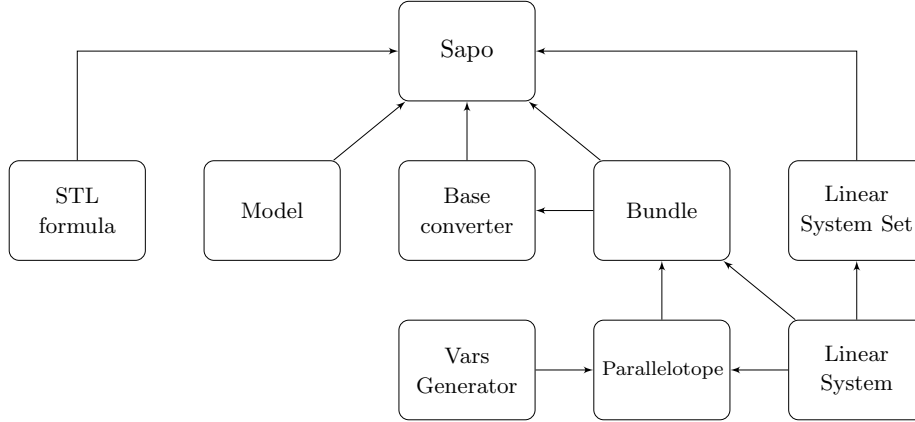 Sapo
STL
formula
Model
Base
converter
Bundle
Linear
System Set
Vars
Generator
Parallelotope
Linear
System